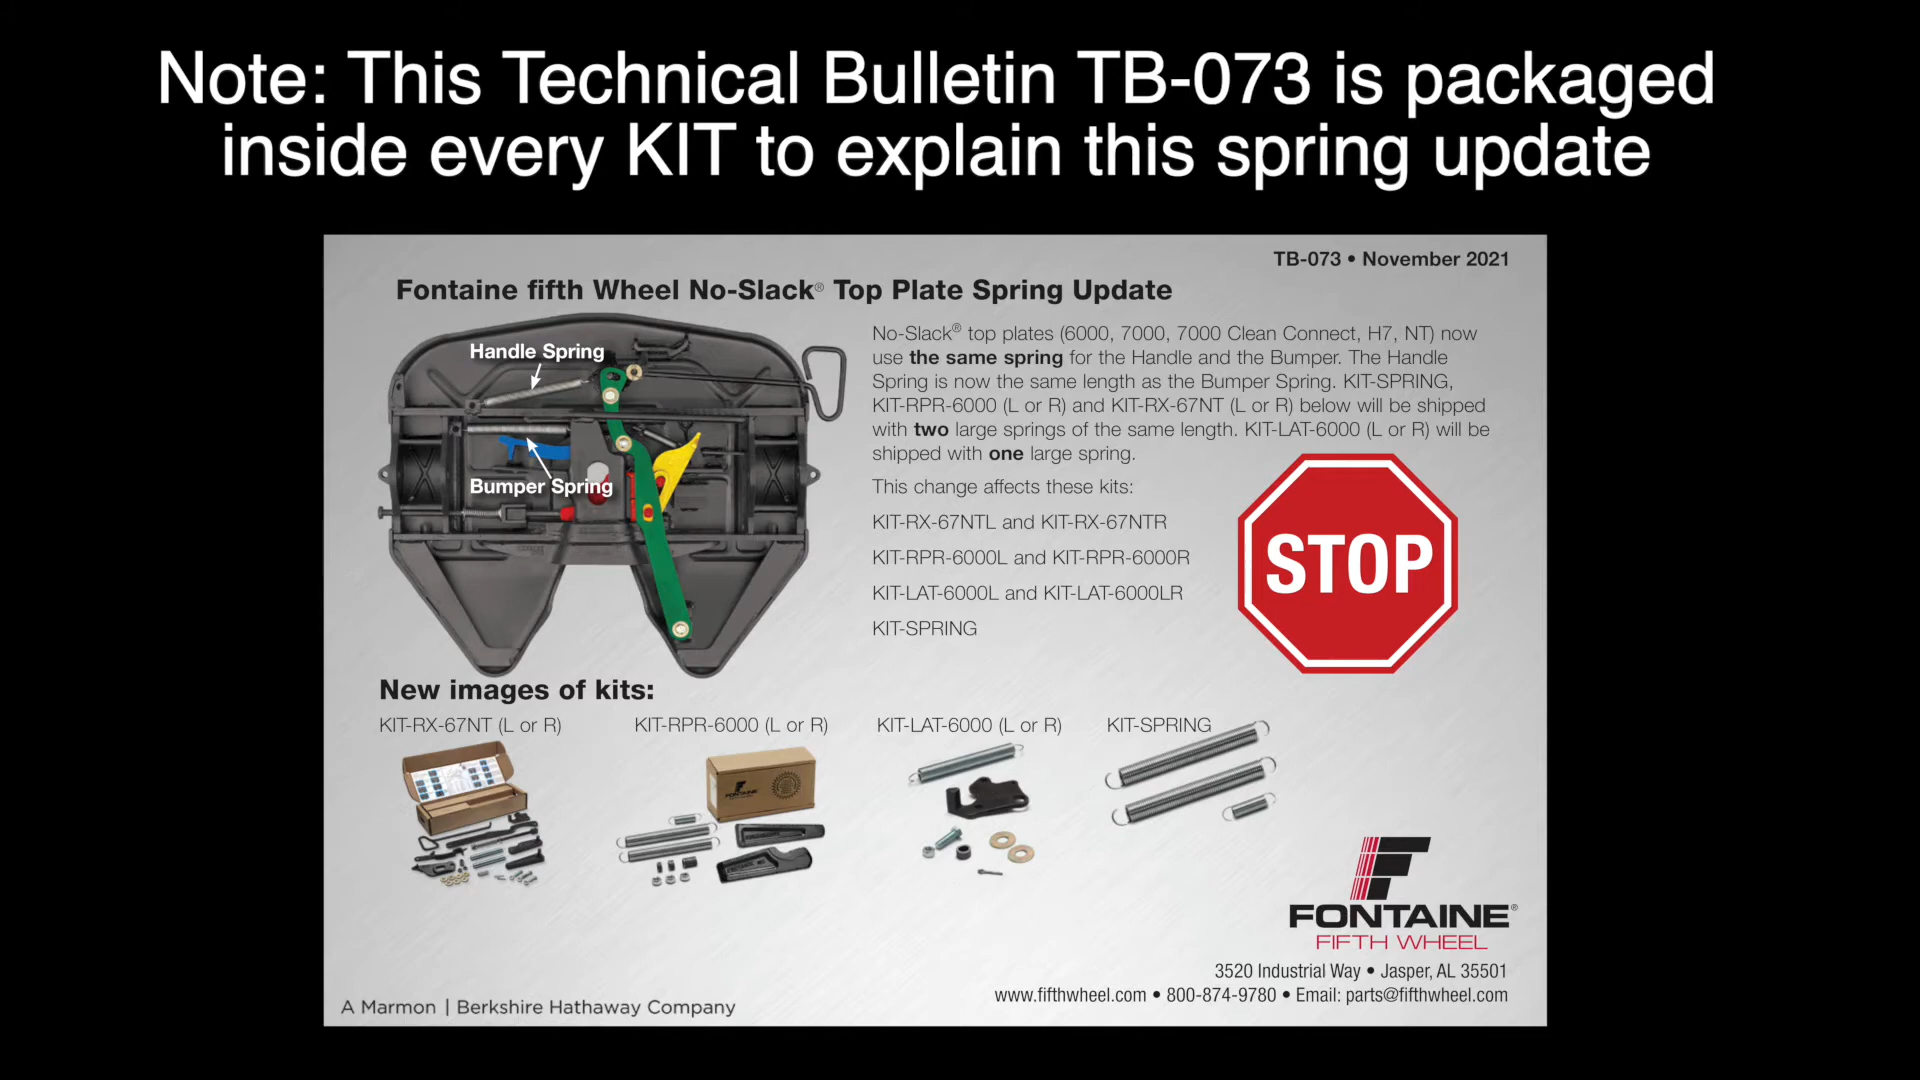 Note: This Technical Bulletin TB-073 is packaged
inside every KIT to explain this spring update
TB-073 • November 2021
Fontaine fifth Wheel No-Slack® Top Plate Spring Update
Handle Spring
Bumper Spring
No-Slack® top plates (6000, 7000, 7000 Clean Connect, H7, NT) now
use the same spring for the Handle and the Bumper. The Handle
Spring is now the same length as the Bumper Spring. KIT-SPRING,
KIT-RPR-6000 (L or R) and KIT-RX-67NT (L or R) below will be shipped
with two large springs of the same length. KIT-LAT-6000 (L or R) will be
shipped with one large spring.
This change affects these kits:
KIT-RX-67NTL and KIT-RX-67NTR
KIT-RPR-6000L and KIT-RPR-6000R
KIT-LAT-6000L and KIT-LAT-6000LR
KIT-SPRING
STOP
New images of kits:
KIT-RX-67NT (L or R)
KIT-RPR-6000 (L or R)
KIT-LAT-6000 (L or R)
KIT-SPRING
FONTAINE
FONTAINE®
FIFTH WHEEL
3520 Industrial Way • Jasper, AL 35501
www.fifthwheel.com • 800-874-9780 • Email: parts@fifthwheel.com
A Marmon | Berkshire Hathaway Company